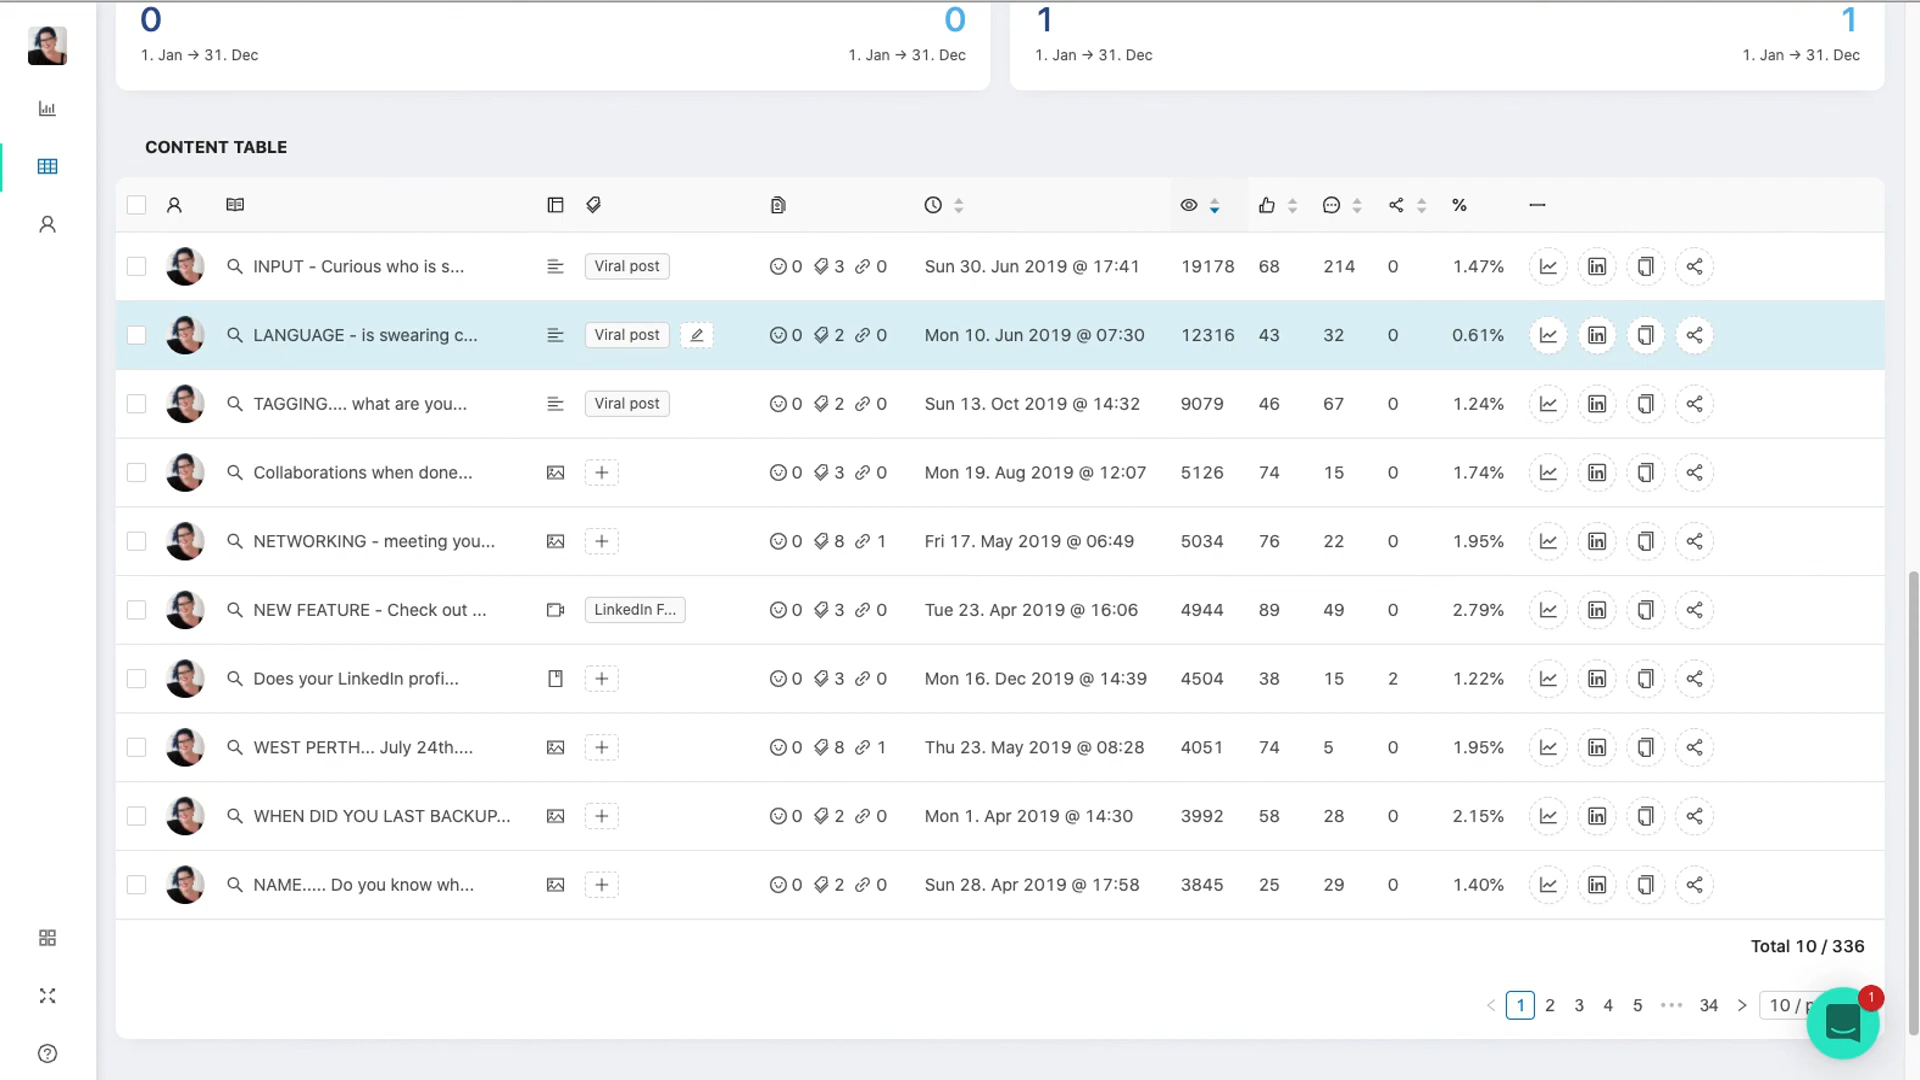 0 0 1 1
1. Jan → 31. Dec 1. Jan → 31. Dec 1. Jan → 31. Dec 1. Jan → 31. Dec
CONTENT TABLE
%
INPUT - Curious who is s... Viral post 0 3 0 Sun 30. Jun 2019 @ 17:41 19178 68 214 0 1.47% in
LANGUAGE - is swearing c... Viral post 0 2 0 Mon 10. Jun 2019 @ 07:30 12316 43 32 0 0.61% in
TAGGING.... what are you... Viral post 0 2 0 Sun 13. Oct 2019 @ 14:32 9079 46 67 0 1.24% in
Collaborations when done... + 0 3 0 Mon 19. Aug 2019 @ 12:07 5126 74 15 0 1.74% in
NETWORKING - meeting you... + 0 8 1 Fri 17. May 2019 @ 06:49 5034 76 22 0 1.95% in
NEW FEATURE - Check out ... LinkedIn F... 0 3 0 Tue 23. Apr 2019 @ 16:06 4944 89 49 0 2.79% in
Does your LinkedIn profi... + 0 3 0 Mon 16. Dec 2019 @ 14:39 4504 38 15 2 1.22% in
WEST PERTH... July 24th.... + 0 8 1 Thu 23. May 2019 @ 08:28 4051 74 5 0 1.95% in
WHEN DID YOU LAST BACKUP... + 0 2 0 Mon 1. Apr 2019 @ 14:30 3992 58 28 0 2.15% in
NAME..... Do you know wh... + 0 2 0 Sun 28. Apr 2019 @ 17:58 3845 25 29 0 1.40% in
Total 10 / 336
< 1 2 3 4 5 ••• 34 > 10 / 1
?